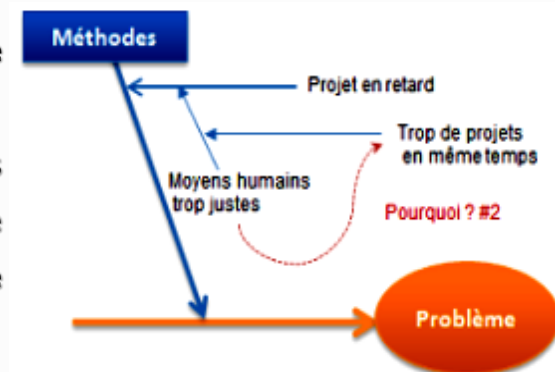 Méthodes
Projet en retard
Trop de projets
en même temps
Moyens humains
trop justes
Pourquoi ? #2
Problème